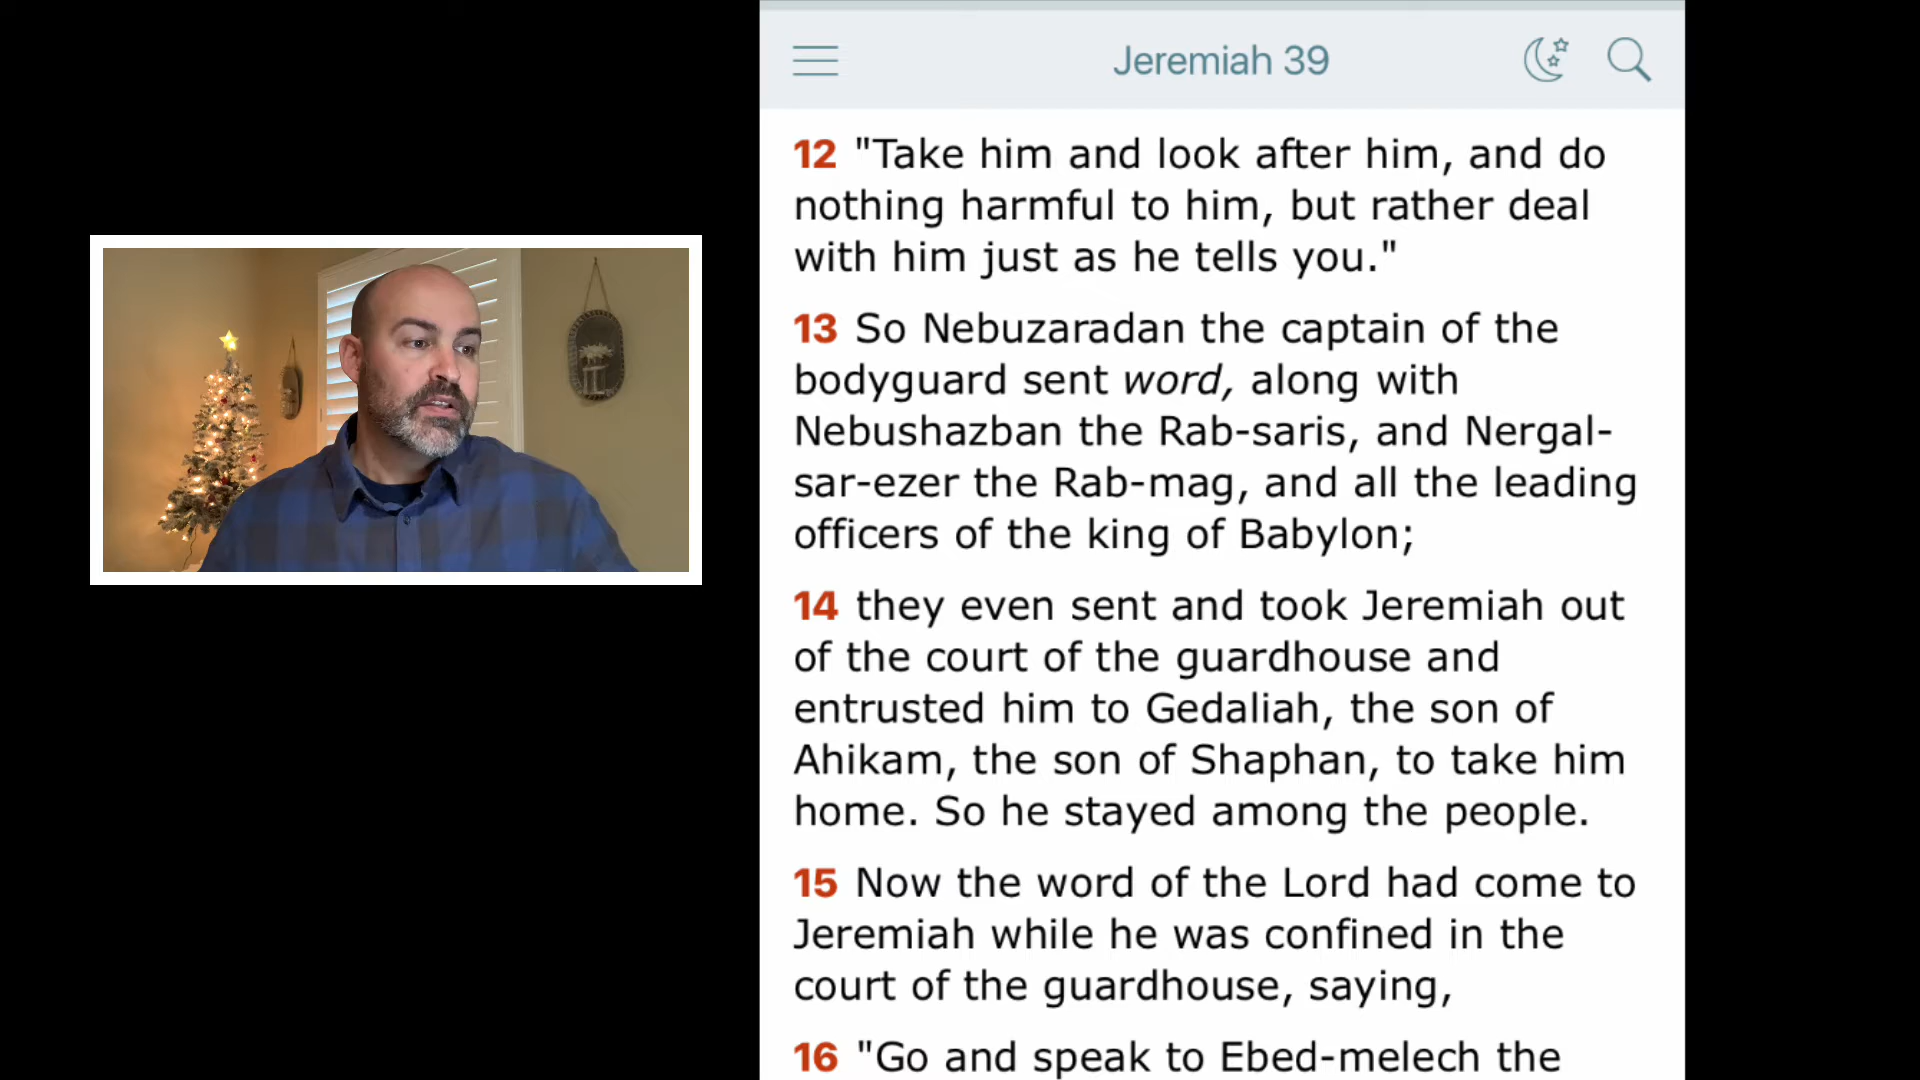 Jeremiah 39
12 "Take him and look after him, and do
nothing harmful to him, but rather deal
with him just as he tells you."
13 So Nebuzaradan the captain of the
bodyguard sent word, along with
Nebushazban the Rab-saris, and Nergal-
sar-ezer the Rab-mag, and all the leading
officers of the king of Babylon;
14 they even sent and took Jeremiah out
of the court of the guardhouse and
entrusted him to Gedaliah, the son of
Ahikam, the son of Shaphan, to take him
home. So he stayed among the people.
15 Now the word of the Lord had come to
Jeremiah while he was confined in the
court of the guardhouse, saying,
16 "Go and speak to Ebed-melech the